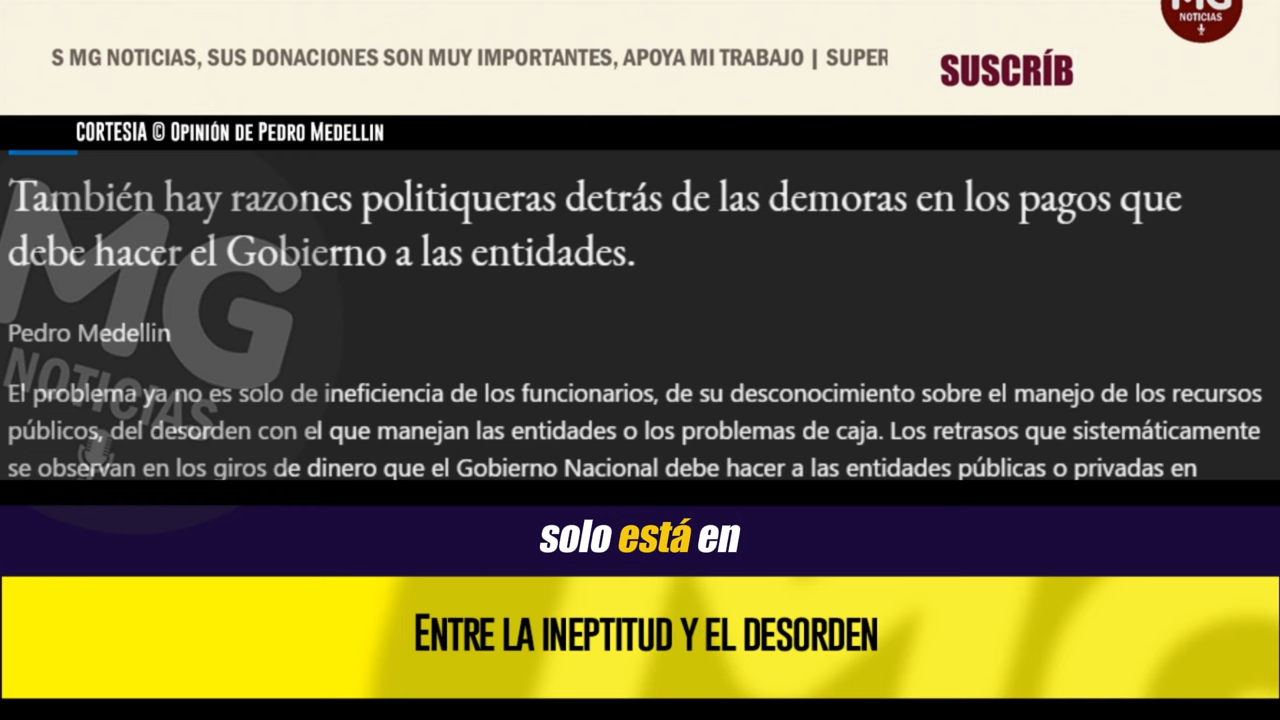 MG
NOTICIAS
S MG NOTICIAS, SUS DONACIONES SON MUY IMPORTANTES, APOYA MI TRABAJO | SUPER
SUSCRÍB
CORTESIA © OPINIÓN DE PEDRO MEDELLIN
También hay razones politiqueras detrás de las demoras en los pagos que
debe hacer el Gobierno a las entidades.
MG
NOTICIAS
Pedro Medellin
El problema ya no es solo de ineficiencia de los funcionarios, de su desconocimiento sobre el manejo de los recursos
públicos, del desorden con el que manejan las entidades o los problemas de caja. Los retrasos que sistemáticamente
se observan en los giros de dinero que el Gobierno Nacional debe hacer a las entidades públicas o privadas en
solo está en
ENTRE LA INEPTITUD Y EL DESORDEN